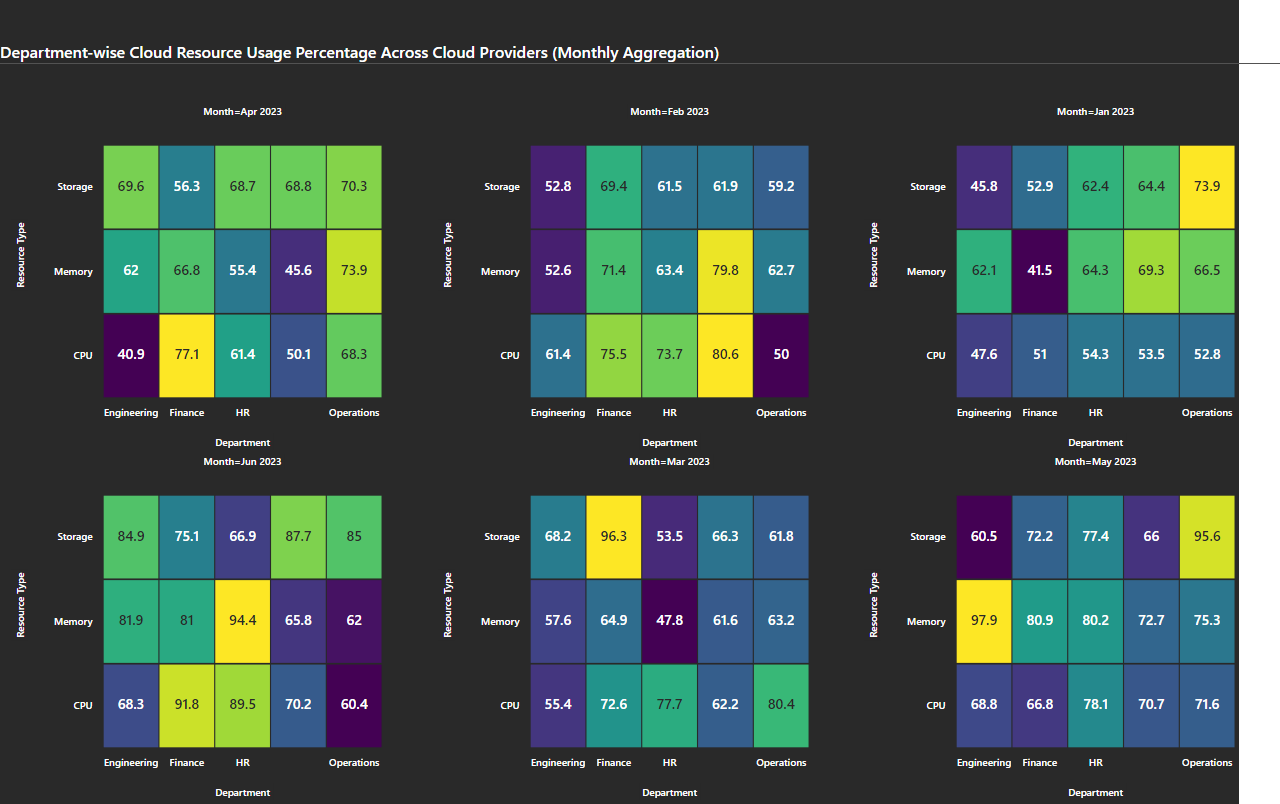 Department-wise Cloud Resource Usage Percentage Across Cloud Providers (Monthly Aggregation)
Month=Apr 2023
Resource Type
Storage 69.6 56.3 68.7 68.8 70.3
Memory 62 66.8 55.4 45.6 73.9
CPU 40.9 77.1 61.4 50.1 68.3
Engineering Finance HR Operations
Department
Month=Feb 2023
Resource Type
Storage 52.8 69.4 61.5 61.9 59.2
Memory 52.6 71.4 63.4 79.8 62.7
CPU 61.4 75.5 73.7 80.6 50
Engineering Finance HR Operations
Department
Month=Jan 2023
Resource Type
Storage 45.8 52.9 62.4 64.4 73.9
Memory 62.1 41.5 64.3 69.3 66.5
CPU 47.6 51 54.3 53.5 52.8
Engineering Finance HR Operations
Department
Month=Jun 2023
Resource Type
Storage 84.9 75.1 66.9 87.7 85
Memory 81.9 81 94.4 65.8 62
CPU 68.3 91.8 89.5 70.2 60.4
Engineering Finance HR Operations
Department
Month=Mar 2023
Resource Type
Storage 68.2 96.3 53.5 66.3 61.8
Memory 57.6 64.9 47.8 61.6 63.2
CPU 55.4 72.6 77.7 62.2 80.4
Engineering Finance HR Operations
Department
Month=May 2023
Resource Type
Storage 60.5 72.2 77.4 66 95.6
Memory 97.9 80.9 80.2 72.7 75.3
CPU 68.8 66.8 78.1 70.7 71.6
Engineering Finance HR Operations
Department